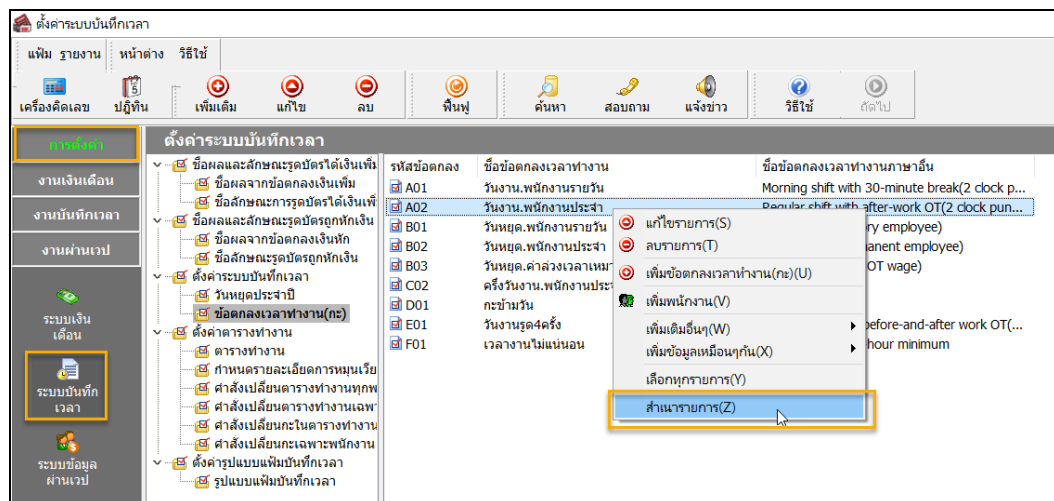 ตั้งค่าระบบบันทึกเวลา
แฟ้ม รายงาน หน้าต่าง วิธีใช้
เครื่องคิดเลข ปฏิทิน เพิ่มเติม แก้ไข ลบ ฟื้นฟู ค้นหา สอบถาม แจ้งข่าว วิธีใช้ ถัดไป
การตั้งค่า
งานเงินเดือน
งานบันทึกเวลา
งานผ่านเวป
ระบบเงิน
เดือน
ระบบบันทึก
เวลา
ระบบข้อมูล
ผ่านเวป
ตั้งค่าระบบบันทึกเวลา
ชื่อผลและลักษณะรูดบัตรได้เงินเพิ่ม
ชื่อผลจากข้อตกลงเงินเพิ่ม
ชื่อลักษณะการรูดบัตรได้เงินเพิ่
ชื่อผลและลักษณะรูดบัตรถูกหักเงิน
ชื่อผลจากข้อตกลงเงินหัก
ชื่อลักษณะรูดบัตรถูกหักเงิน
ตั้งค่าระบบบันทึกเวลา
วันหยุดประจำปี
ข้อตกลงเวลาทำงาน(กะ)
ตั้งค่าตารางทำงาน
ตารางทำงาน
กำหนดรายละเอียดการหมุนเวีย
คำสั่งเปลี่ยนตารางทำงานทุกพ
คำสั่งเปลี่ยนตารางทำงานเฉพา
คำสั่งเปลี่ยนกะในตารางทำงาน
คำสั่งเปลี่ยนกะเฉพาะพนักงาน
ตั้งค่ารูปแบบแฟ้มบันทึกเวลา
รูปแบบแฟ้มบันทึกเวลา
รหัสข้อตกลง ชื่อข้อตกลงเวลาทำงาน ชื่อข้อตกลงเวลาทำงานภาษาอื่น
A01 วันงาน.พนักงานรายวัน Morning shift with 30-minute break(2 clock p...
A02 วันงาน.พนักงานประจำ Regular shift with after-work OT(2 clock pun...
B01 วันหยุด.พนักงานรายวัน ry employee)
B02 วันหยุด.พนักงานประจำ anent employee)
B03 วันหยุด.ค่าล่วงเวลาเหมา OT wage)
C02 ครึ่งวันงาน.พนักงานประ
D01 กะข้ามวัน
E01 วันงานรูด4ครั้ง before-and-after work OT(...
F01 เวลางานไม่แน่นอน hour minimum
แก้ไขรายการ(S)
ลบรายการ(T)
เพิ่มข้อตกลงเวลาทำงาน(กะ)(U)
เพิ่มพนักงาน(V)
เพิ่มเติมอื่นๆ(W)
เพิ่มข้อมูลเหมือนๆกัน(X)
เลือกทุกรายการ(Y)
สำเนารายการ(Z)